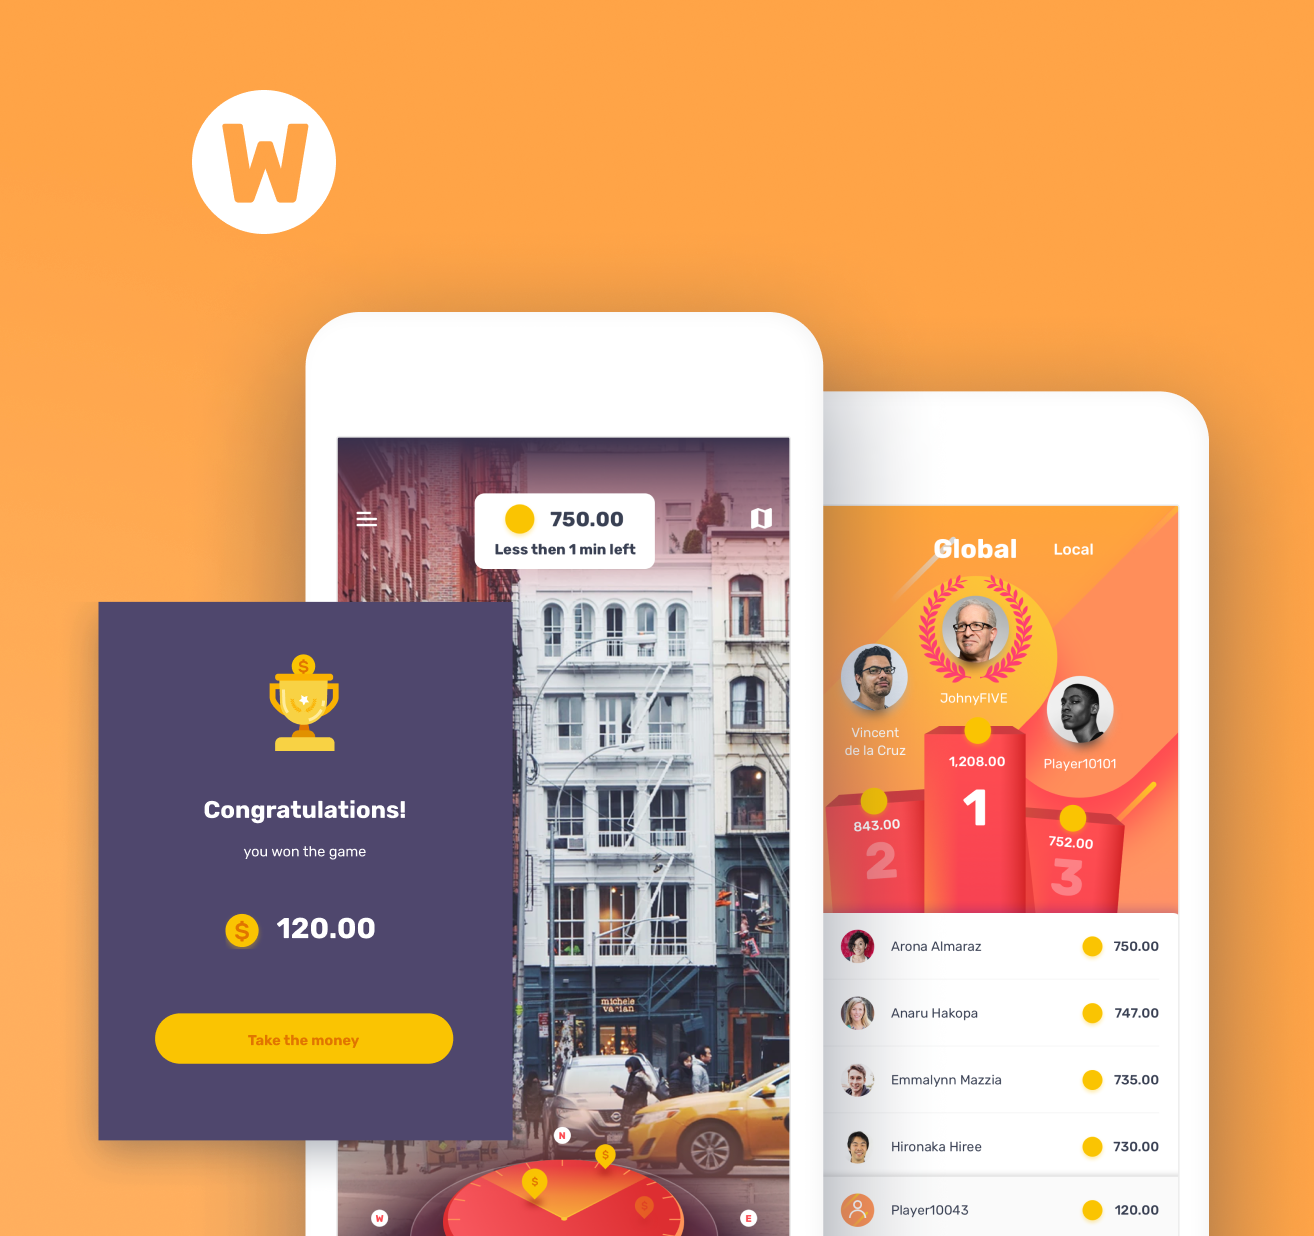 W
750.00
Less then 1 min left
Global
Local
JohnyFIVE
Vincent
de la Cruz
Player10101
1,208.00
1
843.00
2
752.00
3
$
Congratulations!
you won the game
$ 120.00
Take the money
michele
Arona Almaraz 750.00
Anaru Hakopa 747.00
Emmalynn Mazzia 735.00
Hironaka Hiree 730.00
Player10043 120.00
N
$
$
$
W
E